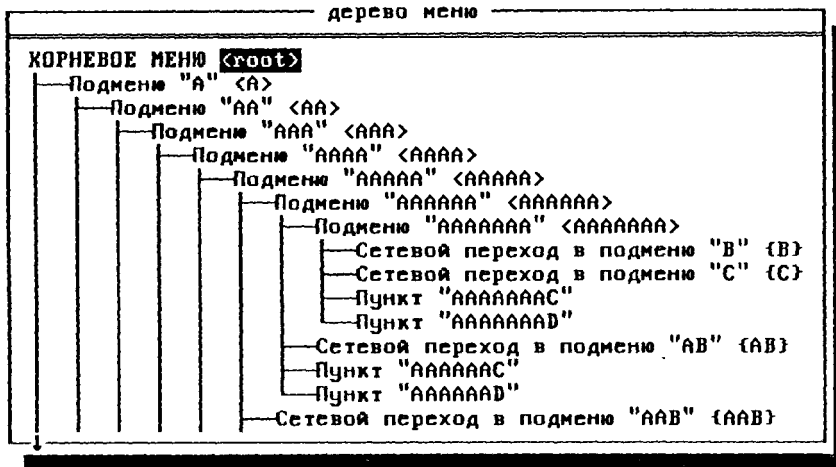 дерево меню
КОРНЕВОЕ МЕНЮ <root>
Подменю "A" <A>
Подменю "AA" <AA>
Подменю "AAA" <AAA>
Подменю "AAAA" <AAAA>
Подменю "AAAAA" <AAAAA>
Подменю "AAAAAA" <AAAAAA>
Подменю "AAAAAAA" <AAAAAAA>
Сетевой переход в подменю "B" {B}
Сетевой переход в подменю "C" {C}
Пункт "AAAAAAAC"
Пункт "AAAAAAAD"
Сетевой переход в подменю "AB" {AB}
Пункт "AAAAAAC"
Пункт "AAAAAAD"
Сетевой переход в подменю "AAB" {AAB}